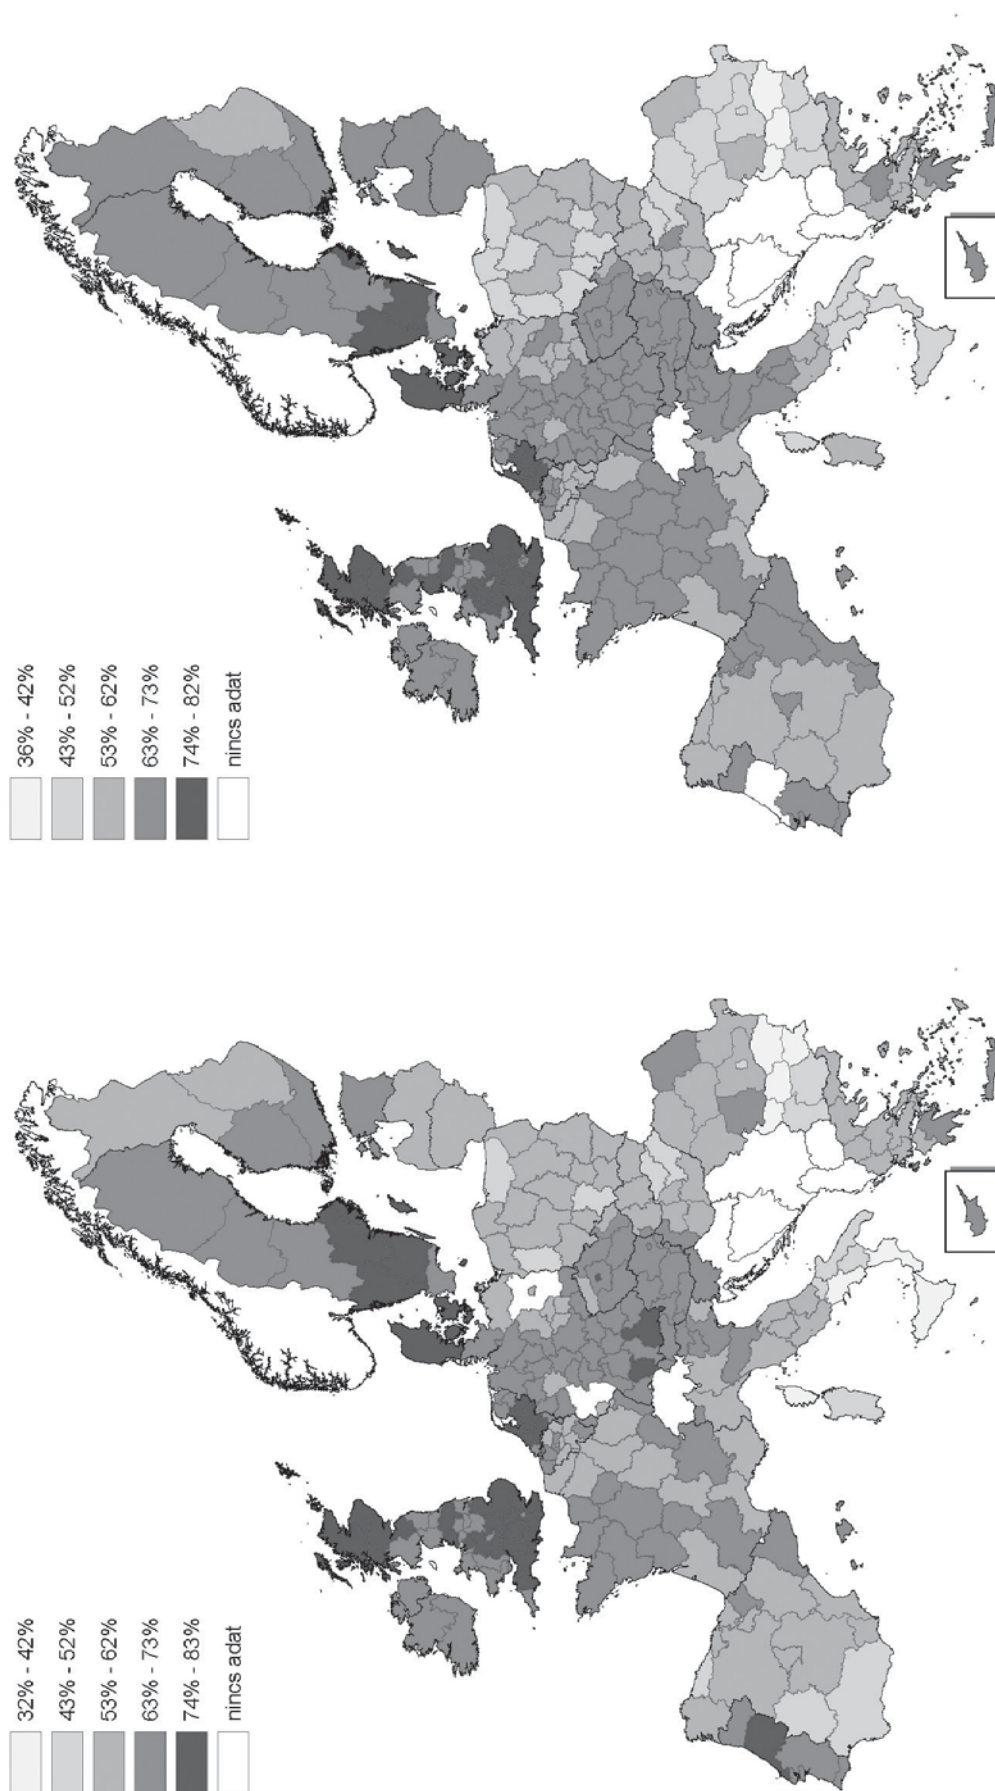 36% - 42%
43% - 52%
53% - 62%
63% - 73%
74% - 82%
nincs adat
32% - 42%
43% - 52%
53% - 62%
63% - 73%
74% - 83%
nincs adat